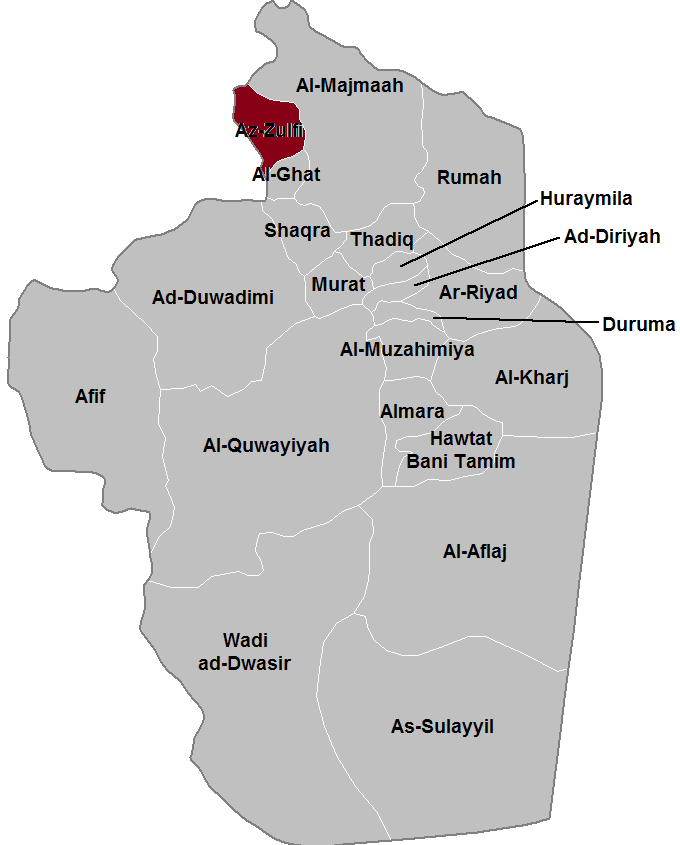 Al-Majmaah
Az-Zulfi
Al-Ghat
Rumah
Huraymila
Shaqra
Thadiq
Ad-Diriyah
Murat
Ar-Riyad
Ad-Duwadimi
Duruma
Al-Muzahimiya
Al-Kharj
Afif
Almara
Al-Quwayiyah
Hawtat
Bani Tamim
Al-Aflaj
Wadi
ad-Dwasir
As-Sulayyil